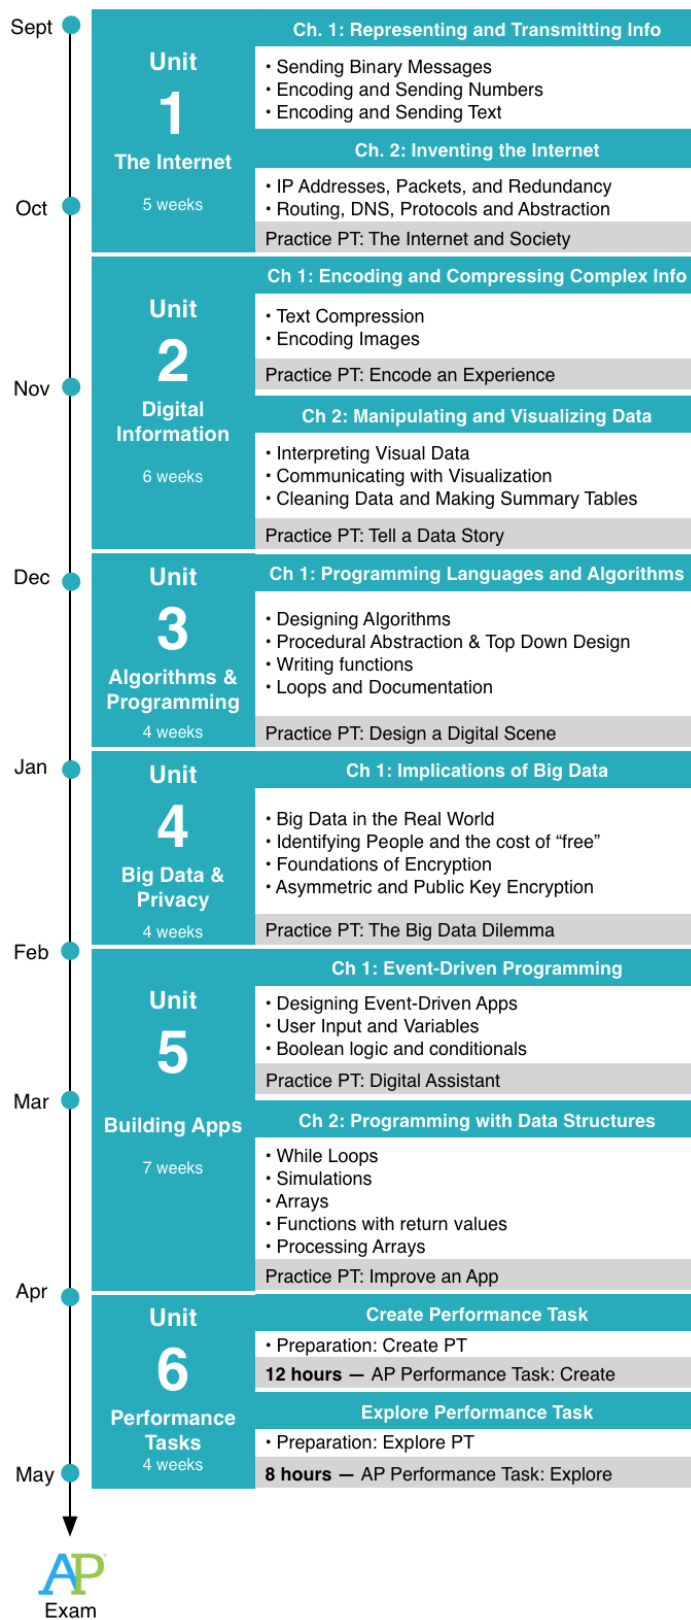 Sept
Unit
1
The Internet
5 weeks
Ch. 1: Representing and Transmitting Info
• Sending Binary Messages
• Encoding and Sending Numbers
• Encoding and Sending Text
Ch. 2: Inventing the Internet
• IP Addresses, Packets, and Redundancy
• Routing, DNS, Protocols and Abstraction
Practice PT: The Internet and Society
Oct
Unit
2
Digital
Information
6 weeks
Ch 1: Encoding and Compressing Complex Info
• Text Compression
• Encoding Images
Practice PT: Encode an Experience
Nov
Ch 2: Manipulating and Visualizing Data
• Interpreting Visual Data
• Communicating with Visualization
• Cleaning Data and Making Summary Tables
Practice PT: Tell a Data Story
Dec
Unit
3
Algorithms &
Programming
4 weeks
Ch 1: Programming Languages and Algorithms
• Designing Algorithms
• Procedural Abstraction & Top Down Design
• Writing functions
• Loops and Documentation
Practice PT: Design a Digital Scene
Jan
Unit
4
Big Data &
Privacy
4 weeks
Ch 1: Implications of Big Data
• Big Data in the Real World
• Identifying People and the cost of “free”
• Foundations of Encryption
• Asymmetric and Public Key Encryption
Practice PT: The Big Data Dilemma
Feb
Unit
5
Building Apps
7 weeks
Ch 1: Event-Driven Programming
• Designing Event-Driven Apps
• User Input and Variables
• Boolean logic and conditionals
Practice PT: Digital Assistant
Mar
Ch 2: Programming with Data Structures
• While Loops
• Simulations
• Arrays
• Functions with return values
• Processing Arrays
Practice PT: Improve an App
Apr
Unit
6
Performance
Tasks
4 weeks
Create Performance Task
• Preparation: Create PT
12 hours — AP Performance Task: Create
Explore Performance Task
• Preparation: Explore PT
8 hours — AP Performance Task: Explore
May
AP
Exam